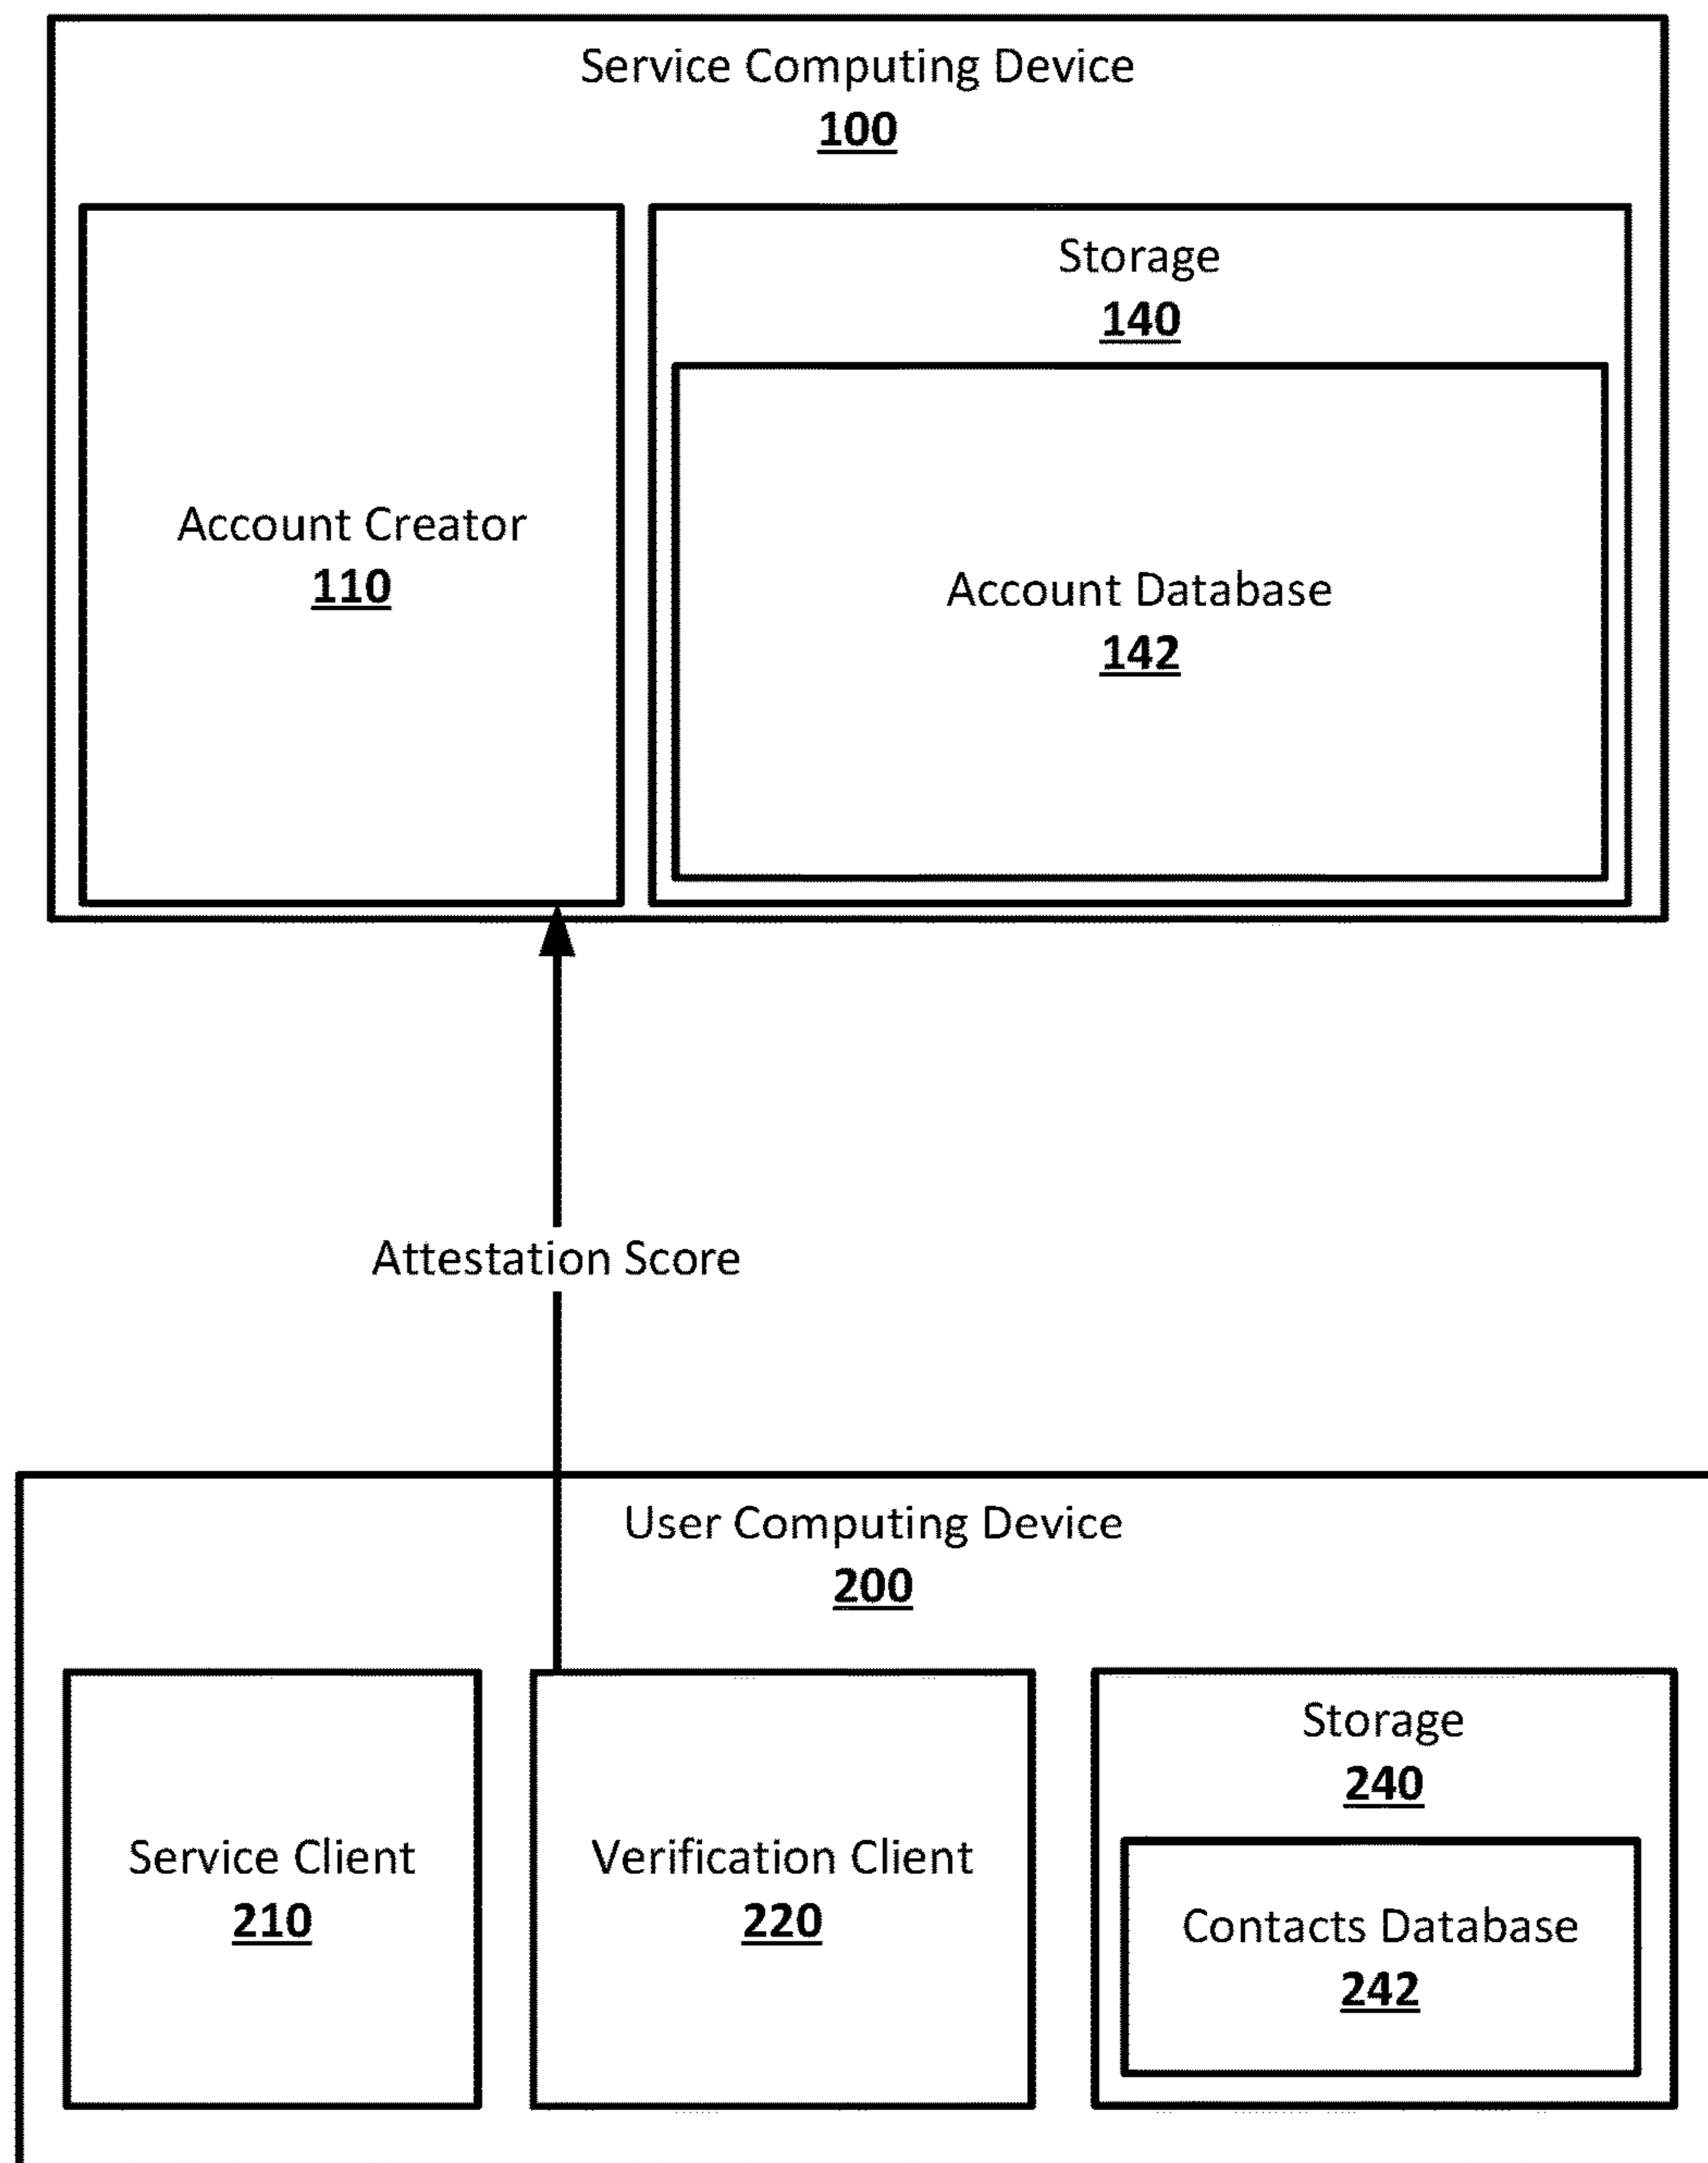 Service Computing Device
100
Account Creator
110
Storage
140
Account Database
142
Attestation Score
User Computing Device
200
Service Client
210
Verification Client
220
Storage
240
Contacts Database
242